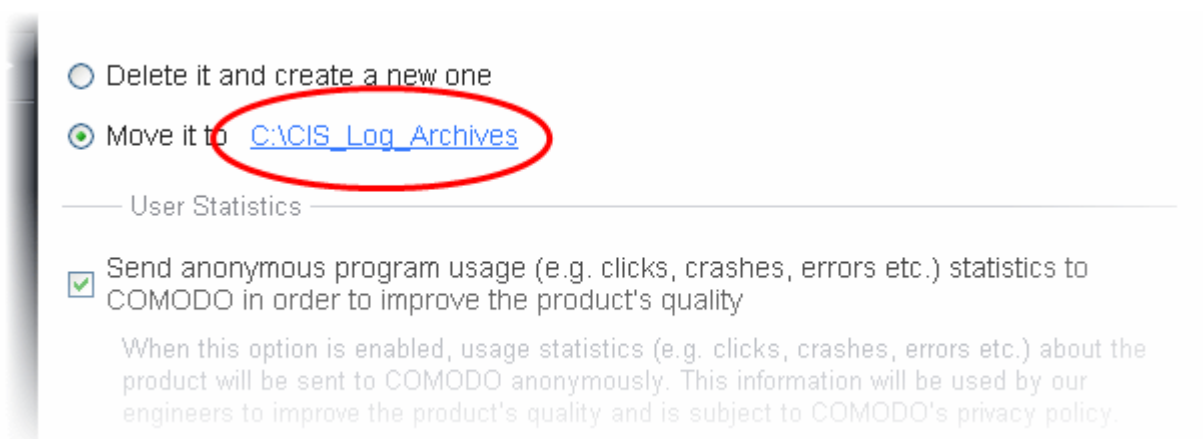 Delete it and create a new one
Move it to C:\CIS_Log_Archives
User Statistics
Send anonymous program usage (e.g. clicks, crashes, errors etc.) statistics to
COMODO in order to improve the product's quality
When this option is enabled, usage statistics (e.g. clicks, crashes, errors etc.) about the
product will be sent to COMODO anonymously. This information will be used by our
engineers to improve the product's quality and is subject to COMODO's privacy policy.